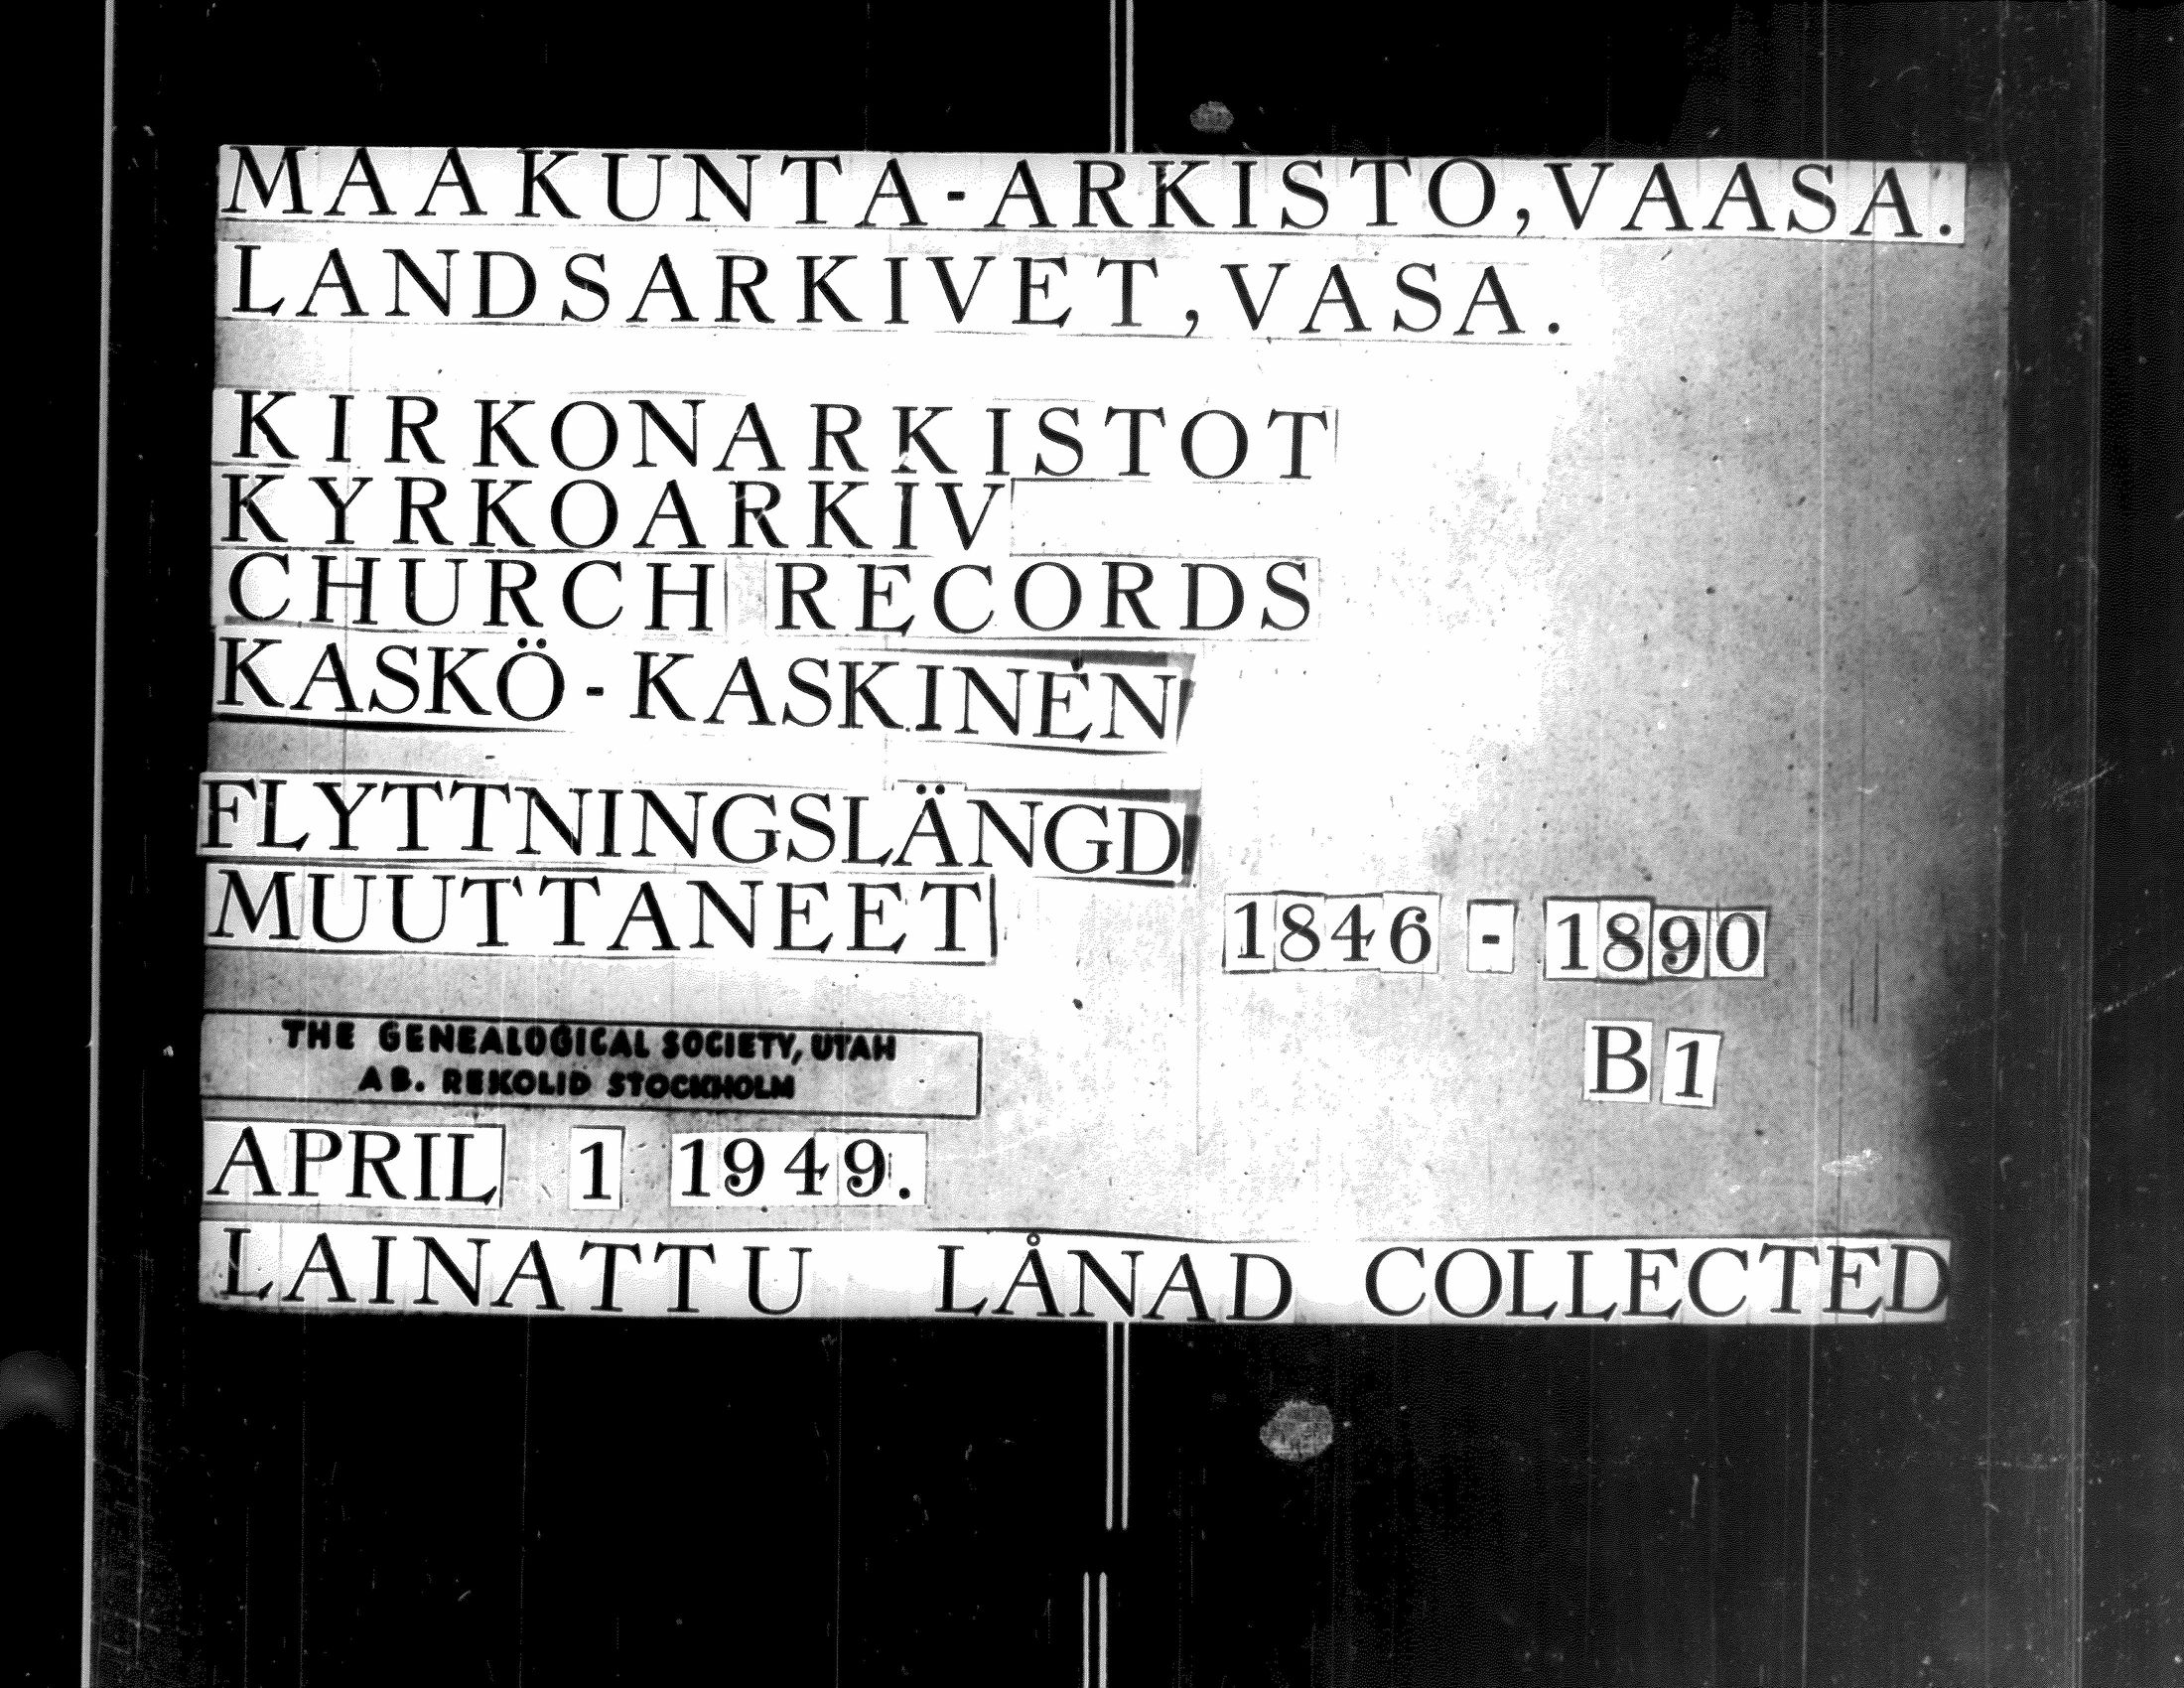 MAAKUNTA-ARKISTO,VAASA.
LANDSARKIVET,VASA.
KIRKONARKISTOT
KYRKOARKIV
CHURCH RECORDS
KASKÖ-KASKINEN
FLYTTNINGSLÄNGD
MUUTTANEET 1846-1890
B1
THE GENEALOGICAL SOCIETY, UTAH
AB. REKOLID STOCKHOLM
APRIL 1 1949.
LAINATTU LÅNAD COLLECTED